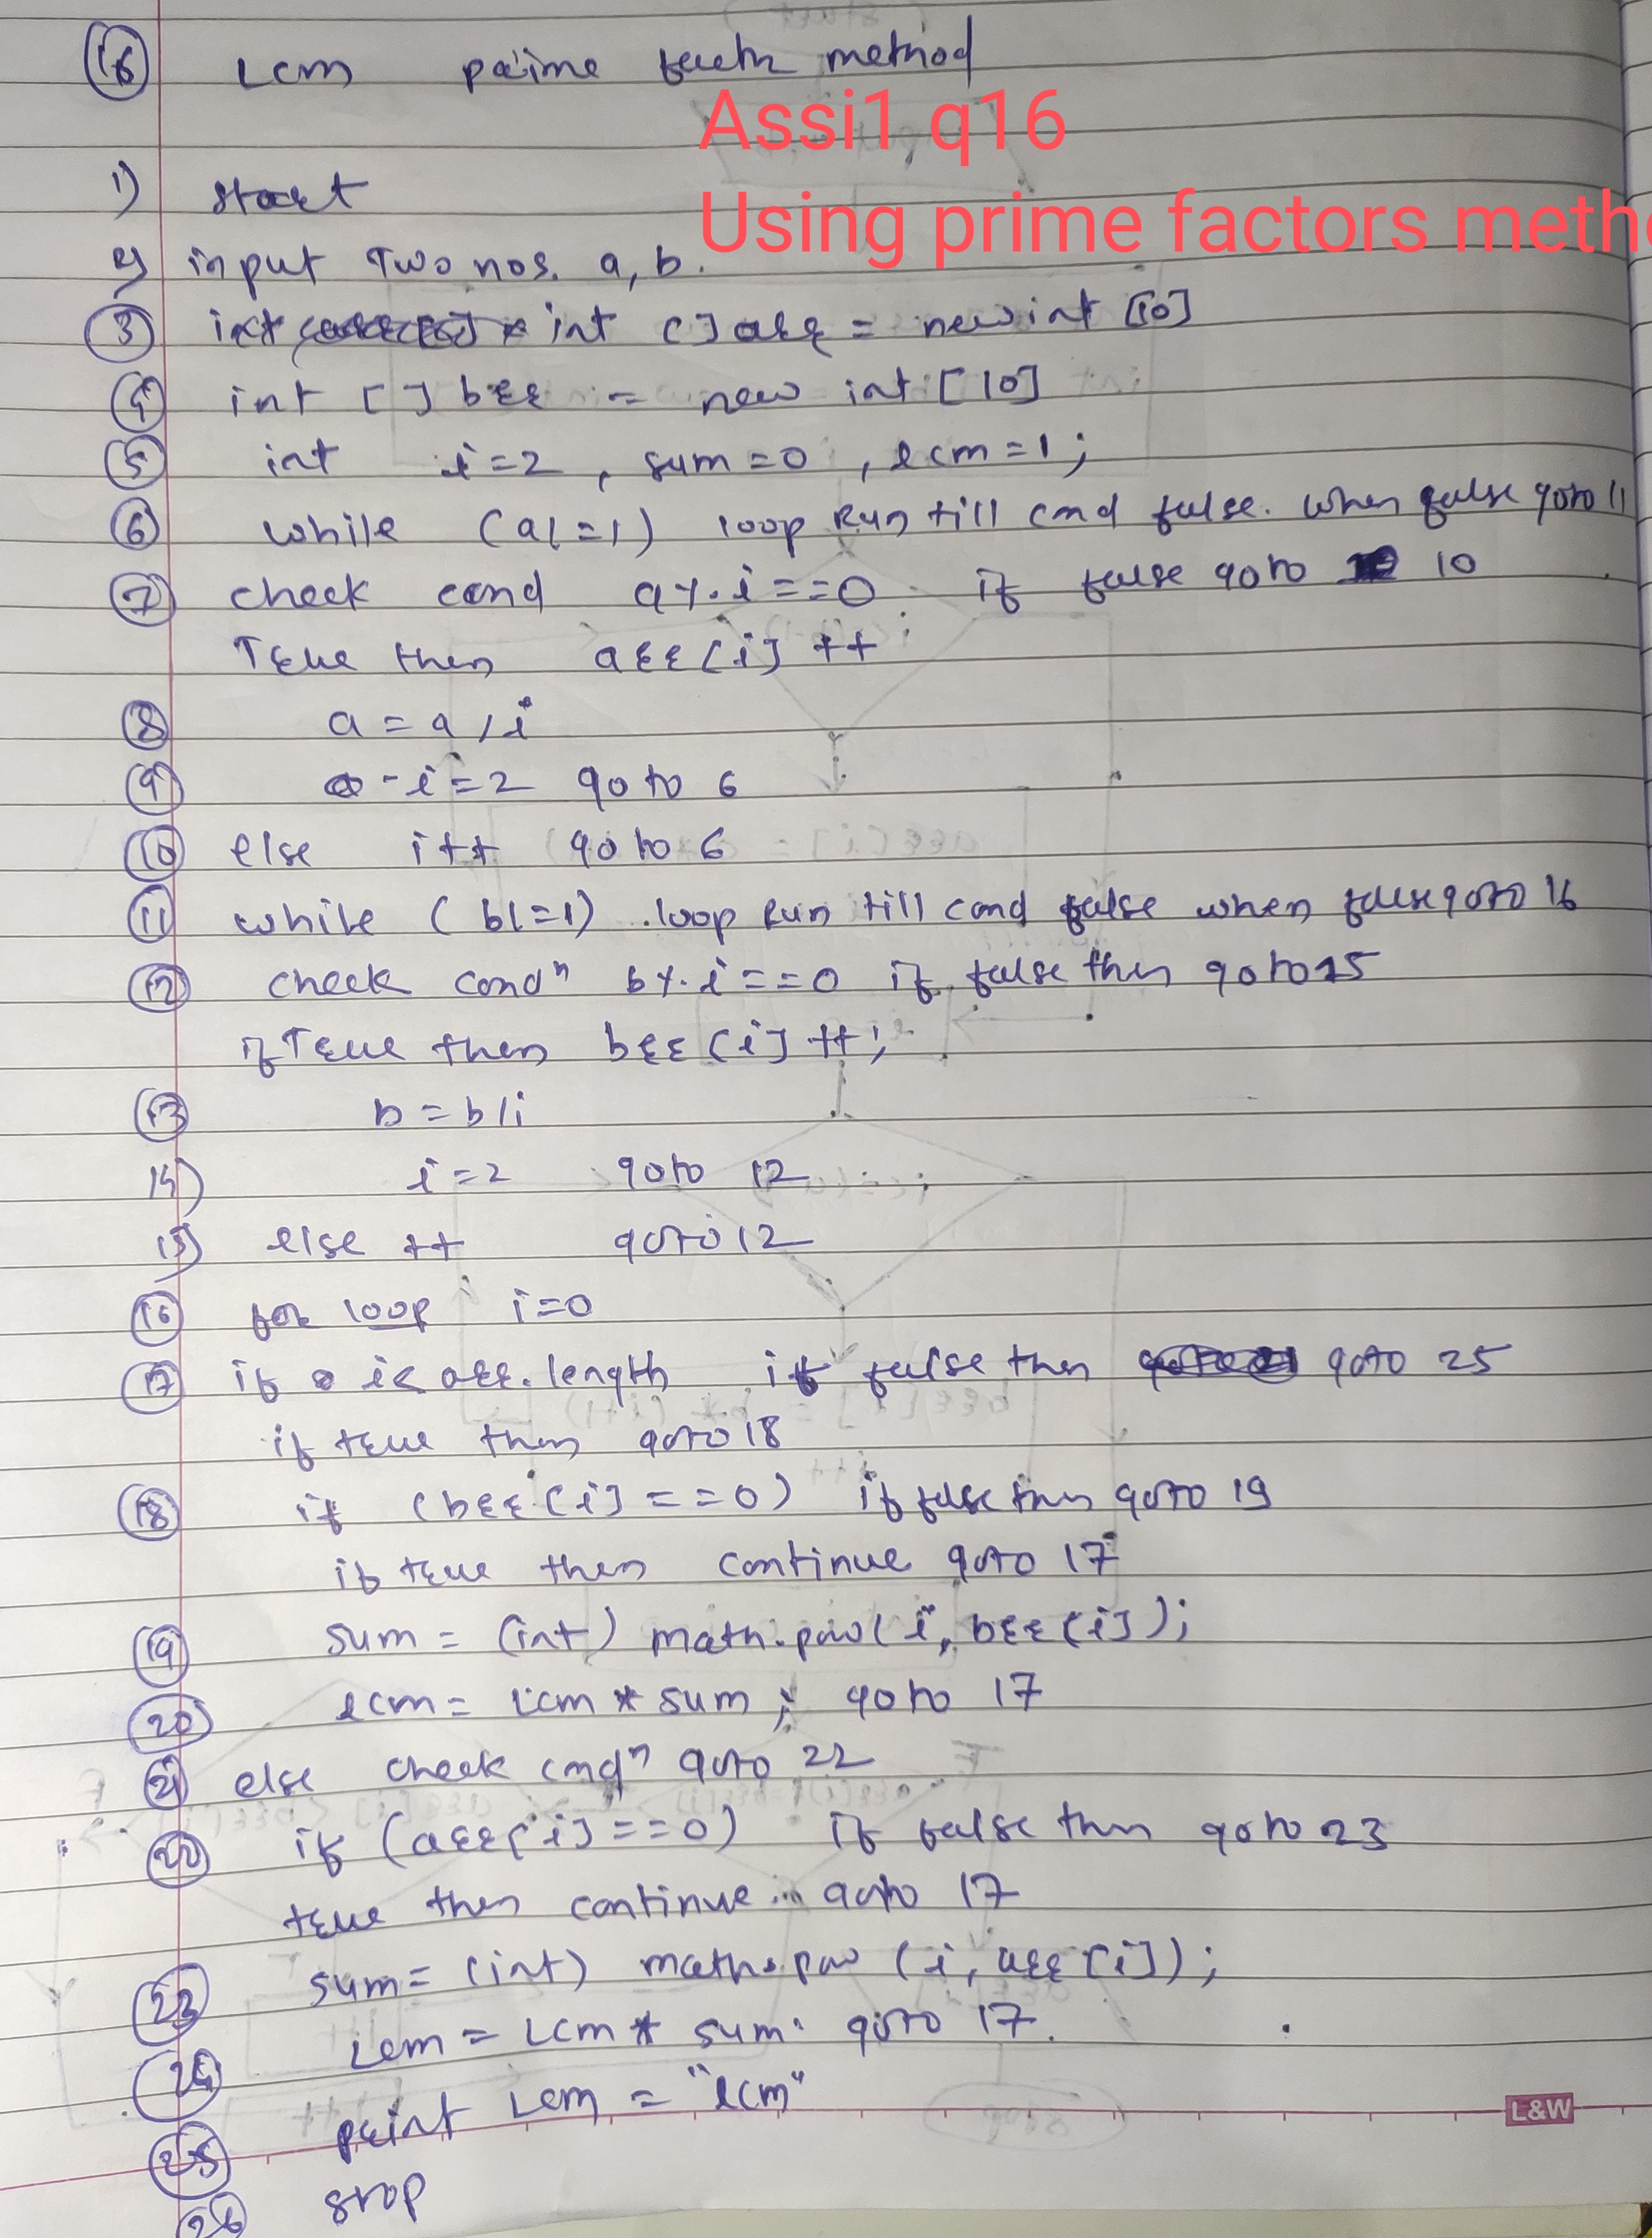 16 Lcm prime facth method
Assi1 q16
1) start
Using prime factors meth
2) input Two nos. a, b.
3 int [] arr = new int [10]
4 int [] brr = new int [10]
5 int i=2, sum=0, lcm=1;
6 while (a!=1) loop Run till cond false. when false goto 11
7 check cond a%i==0. if false goto 10
True then arr[i]++
8 a = a/i
9 - i=2 goto 6
10 else i++ goto 6
11 while (b!=1) loop Run till cond false when false goto 16
12 check condn b%i==0 if false then goto 15
if True then brr[i]++;
13 b = b/i
14) i=2 goto 12
15) else ++ goto 12
16 for loop i=0
17 if i< arr.length if false then goto 25
if true then goto 18
18 if (brr[i]==0) if false then goto 19
if true then continue goto 17
19 sum = (int) math.pow(i, brr[i]);
20 lcm = lcm * sum; goto 17
21 else check condn goto 22
22 if (arr[i]==0) if false then goto 23
true then continue goto 17
23 sum = (int) math.pow (i, arr[i]);
24 Lcm = Lcm * sum. goto 17.
25 print Lcm = "lcm"
L&W
26 stop